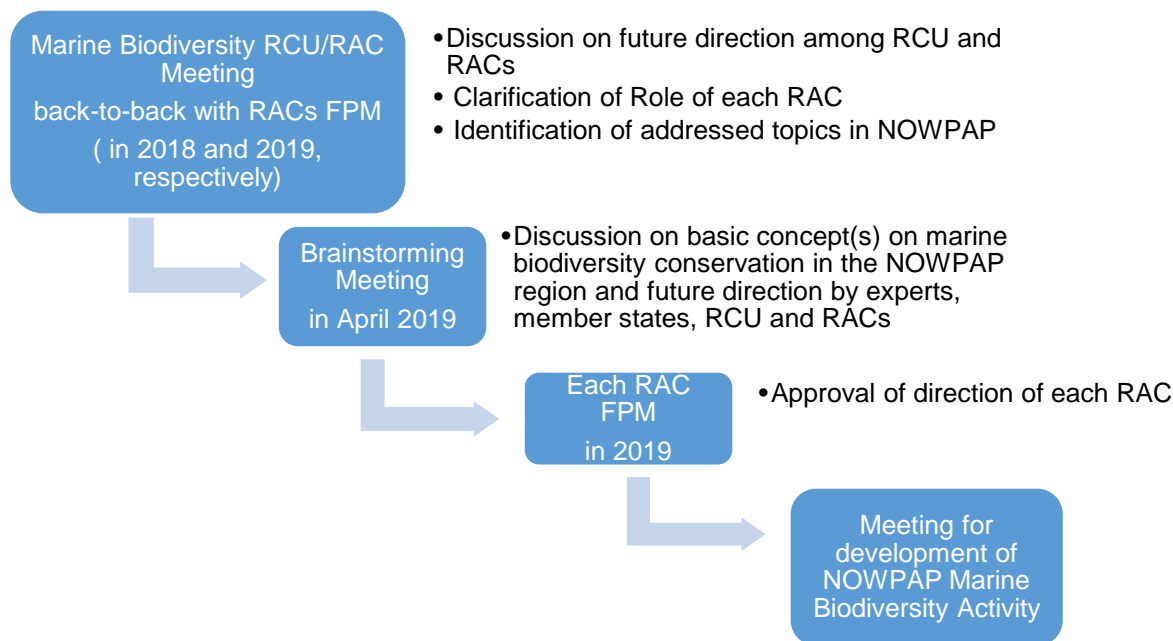 Marine Biodiversity RCU/RAC
Meeting
back-to-back with RACs FPM
( in 2018 and 2019,
respectively)
•Discussion on future direction among RCU and
RACs
• Clarification of Role of each RAC
• Identification of addressed topics in NOWPAP
Brainstorming
Meeting
in April 2019
•Discussion on basic concept(s) on marine
biodiversity conservation in the NOWPAP
region and future direction by experts,
member states, RCU and RACs
Each RAC
FPM
in 2019
•Approval of direction of each RAC
Meeting for
development of
NOWPAP Marine
Biodiversity Activity